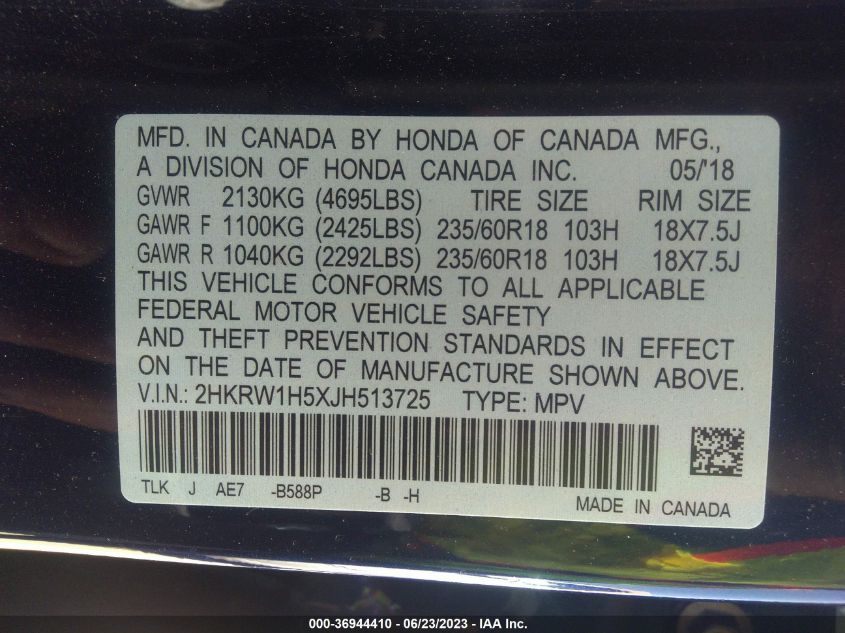 MFD. IN CANADA BY HONDA OF CANADA MFG.,
A DIVISION OF HONDA CANADA INC. 05/'18
GVWR 2130KG (4695LBS) TIRE SIZE RIM SIZE
GAWR F 1100KG (2425LBS) 235/60R18 103H 18X7.5J
GAWR R 1040KG (2292LBS) 235/60R18 103H 18X7.5J
THIS VEHICLE CONFORMS TO ALL APPLICABLE
FEDERAL MOTOR VEHICLE SAFETY
AND THEFT PREVENTION STANDARDS IN EFFECT
ON THE DATE OF MANUFACTURE SHOWN ABOVE.
V.I.N.: 2HKRW1H5XJH513725 TYPE: MPV
TLK J AE7 -B588P -B -H
MADE IN CANADA
000-36944410 - 06/23/2023 - IAA Inc.